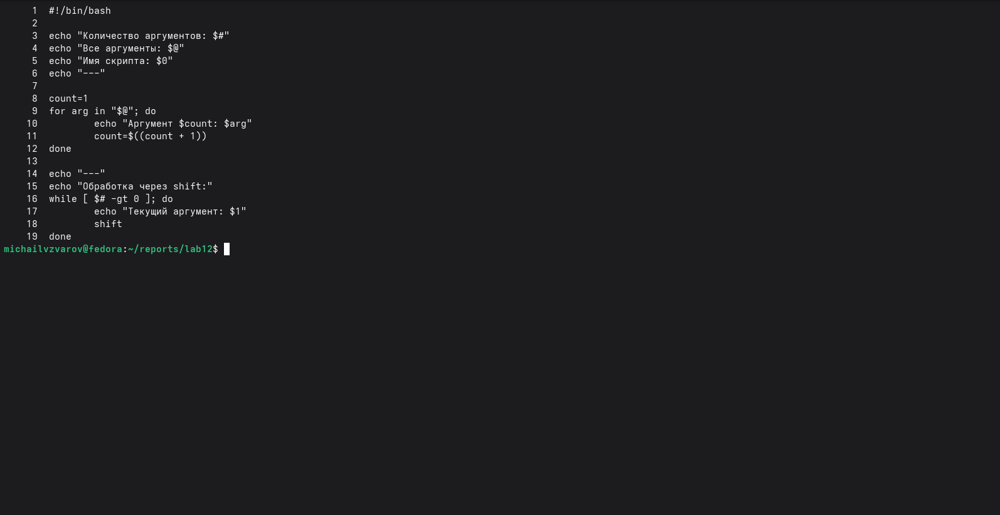 1  #!/bin/bash
2
3  echo "Количество аргументов: $#"
4  echo "Все аргументы: $@"
5  echo "Имя скрипта: $0"
6  echo "---"
7
8  count=1
9  for arg in "$@"; do
10          echo "Аргумент $count: $arg"
11          count=$((count + 1))
12  done
13
14  echo "---"
15  echo "Обработка через shift:"
16  while [ $# -gt 0 ]; do
17          echo "Текущий аргумент: $1"
18          shift
19  done
michailvzvarov@fedora:~/reports/lab12$